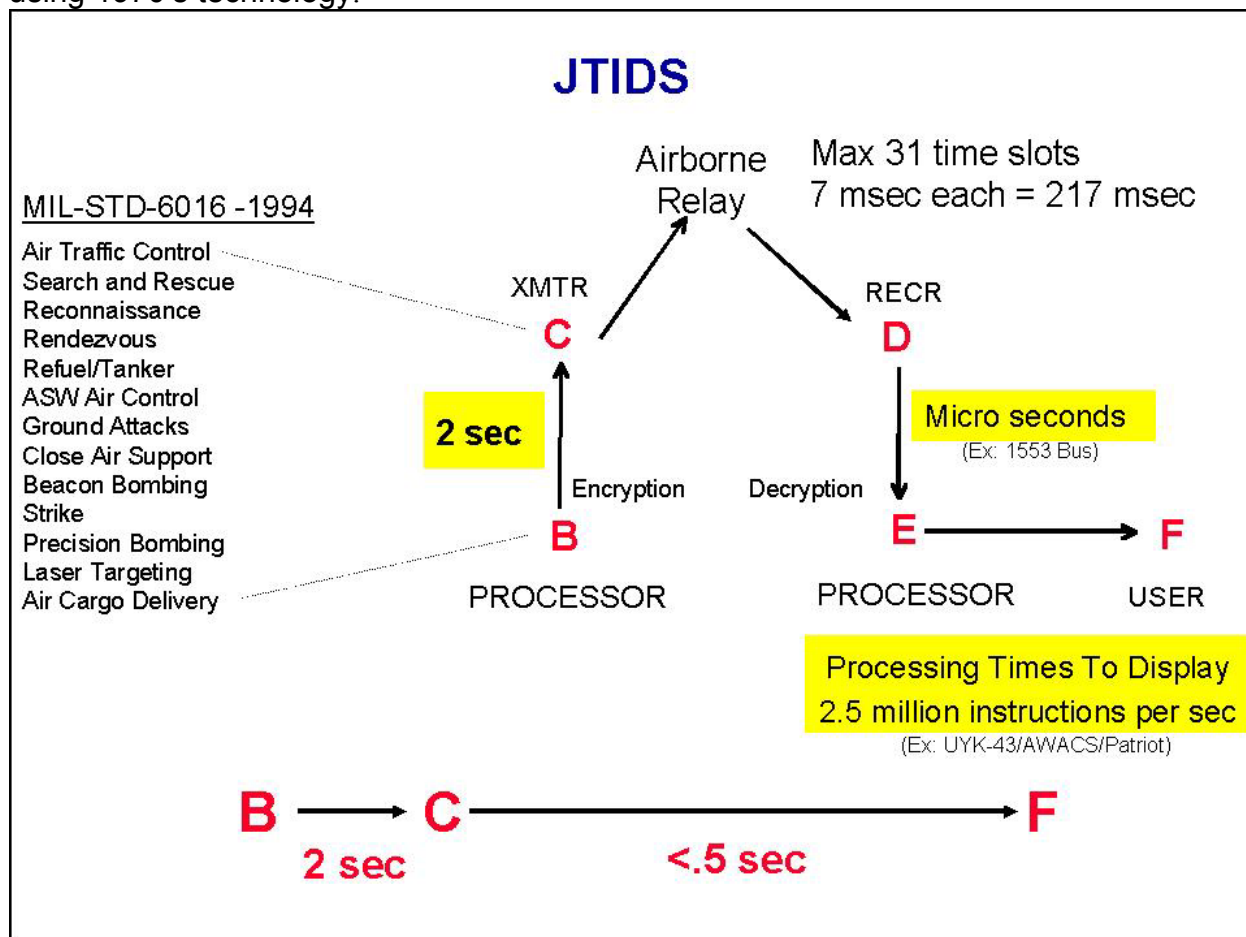 using 1970's technology.
JTIDS
Airborne
Relay
Max 31 time slots
7 msec each = 217 msec
MIL-STD-6016 -1994
Air Traffic Control
Search and Rescue
Reconnaissance
Rendezvous
Refuel/Tanker
ASW Air Control
Ground Attacks
Close Air Support
Beacon Bombing
Strike
Precision Bombing
Laser Targeting
Air Cargo Delivery
XMTR
C
RECR
D
2 sec
Micro seconds
(Ex: 1553 Bus)
Encryption
Decryption
B
E
F
PROCESSOR
PROCESSOR
USER
Processing Times To Display
2.5 million instructions per sec
(Ex: UYK-43/AWACS/Patriot)
B
C
F
2 sec
<.5 sec